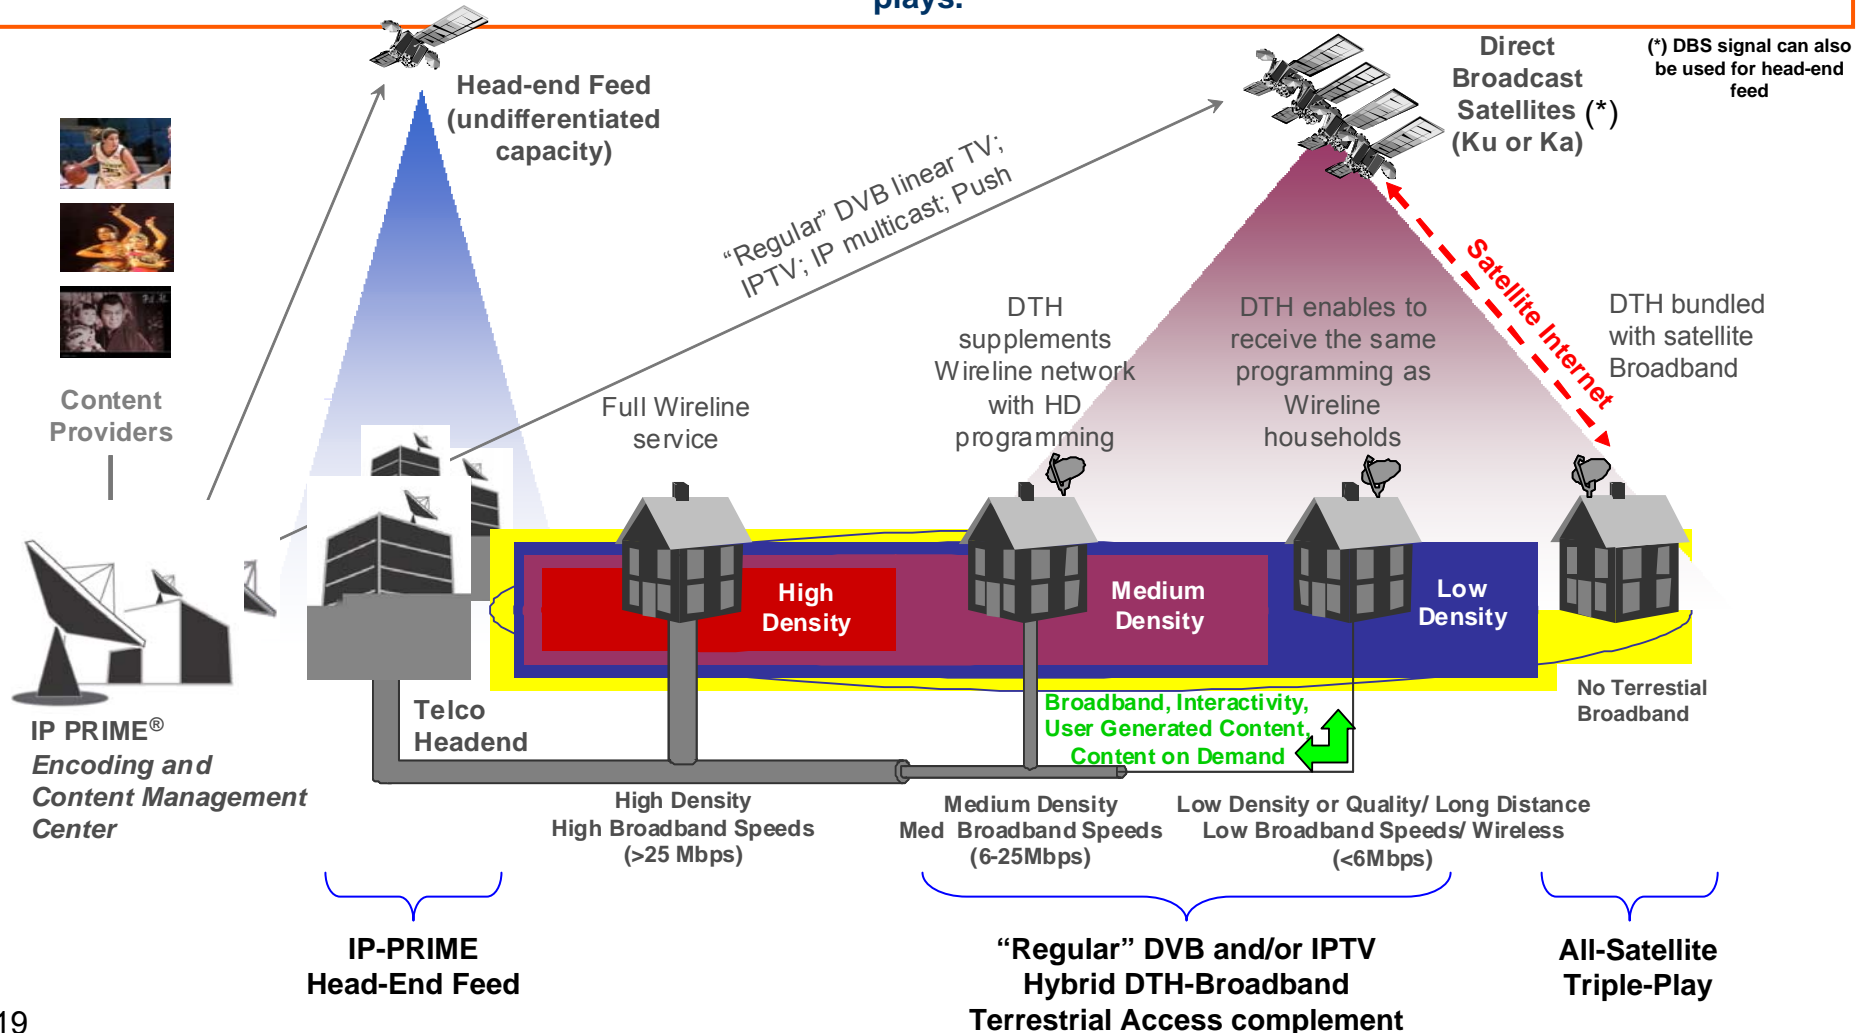 plays.
Head-end Feed
(undifferentiated
capacity)
Direct
Broadcast
Satellites (*)
(Ku or Ka)
(*) DBS signal can also
be used for head-end
feed
“Regular” DVB linear TV;
IPTV; IP multicast; Push
Satellite Internet
Content
Providers
Full Wireline
service
DTH
supplements
Wireline network
with HD
programming
DTH enables to
receive the same
programming as
Wireline
households
DTH bundled
with satellite
Broadband
High
Density
Medium
Density
Low
Density
No Terrestial
Broadband
IP PRIME®
Encoding and
Content Management
Center
Telco
Headend
Broadband, Interactivity,
User Generated Content,
Content on Demand
High Density
High Broadband Speeds
(>25 Mbps)
Medium Density
Med Broadband Speeds
(6-25Mbps)
Low Density or Quality/ Long Distance
Low Broadband Speeds/ Wireless
(<6Mbps)
IP-PRIME
Head-End Feed
“Regular” DVB and/or IPTV
Hybrid DTH-Broadband
Terrestrial Access complement
All-Satellite
Triple-Play
19